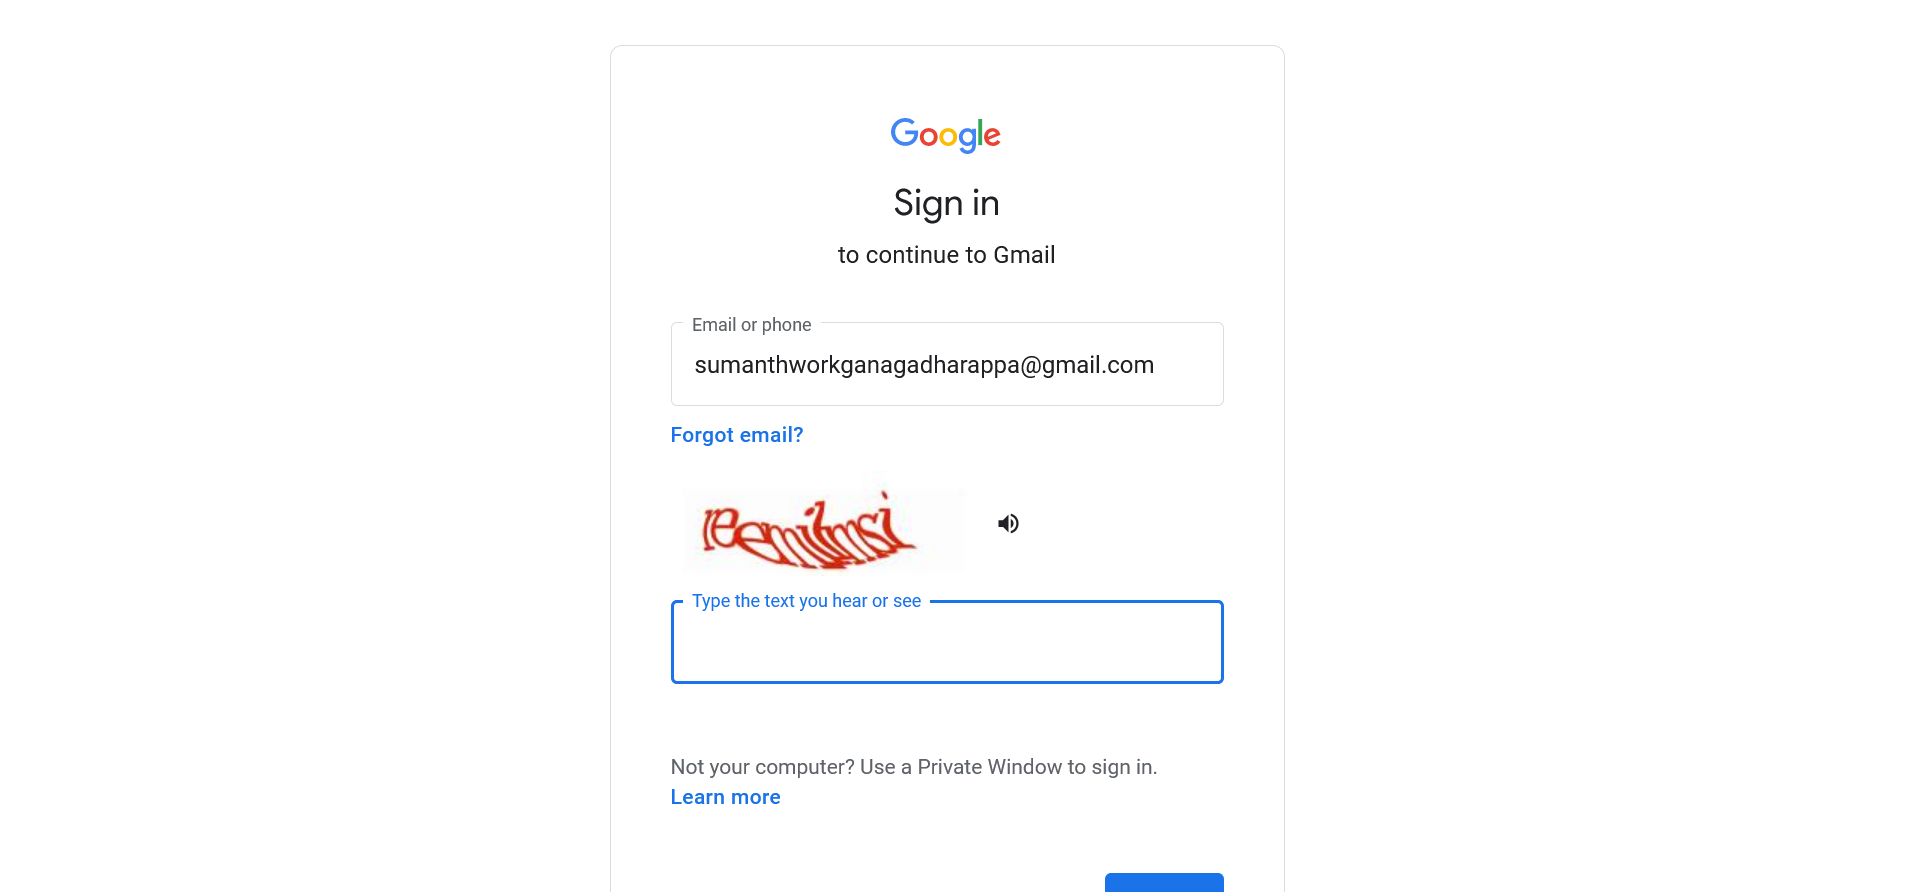 Google
Sign in
to continue to Gmail
Email or phone
sumanthworkganagadharappa@gmail.com
Forgot email?
Type the text you hear or see
Not your computer? Use a Private Window to sign in.
Learn more